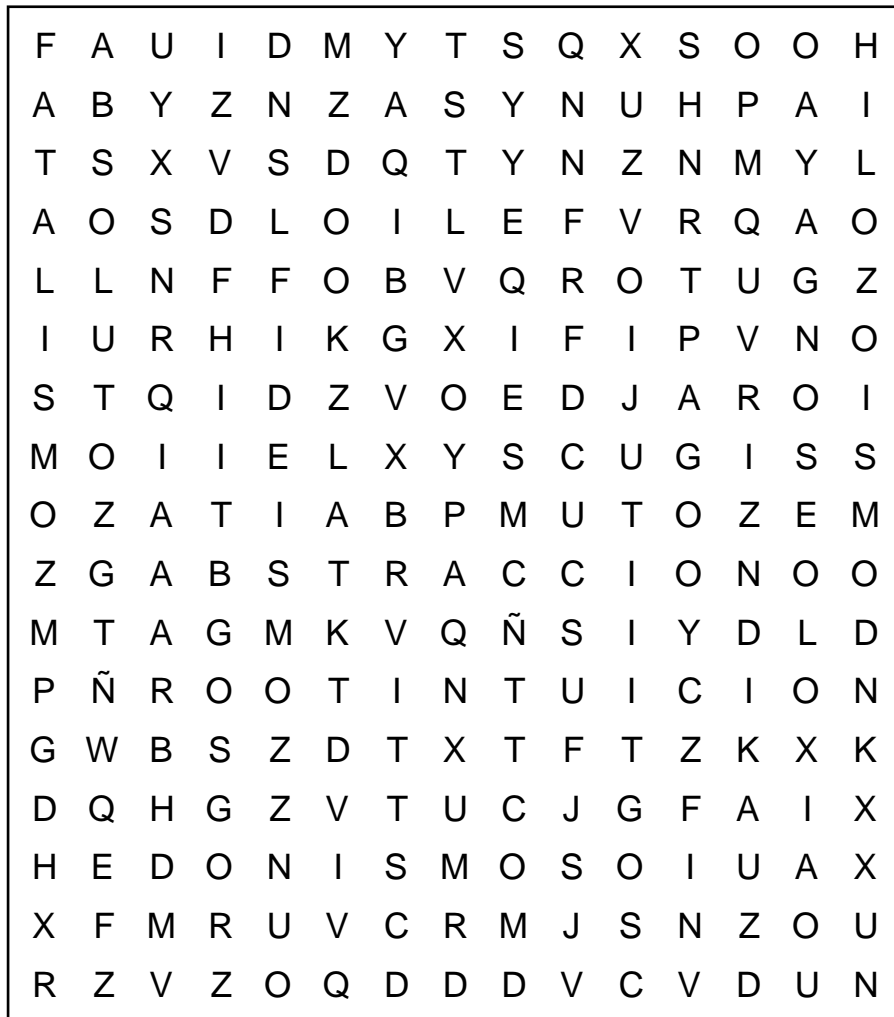 F A U I D M Y T S Q X S O O H
A B Y Z N Z A S Y N U H P A I
T S X V S D Q T Y N Z N M Y L
A O S D L O I L E F V R Q A O
L L N F F O B V Q R O T U G Z
I U R H I K G X I F I P V N O
S T Q I D Z V O E D J A R O I
M O I I E L X Y S C U G I S S
O Z A T I A B P M U T O Z E M
Z G A B S T R A C C I O N O O
M T A G M K V Q Ñ S I Y D L D
P Ñ R O O T I N T U I C I O N
G W B S Z D T X T F T Z K X K
D Q H G Z V T U C J G F A I X
H E D O N I S M O S O I U A X
X F M R U V C R M J S N Z O U
R Z V Z O Q D D D V C V D U N